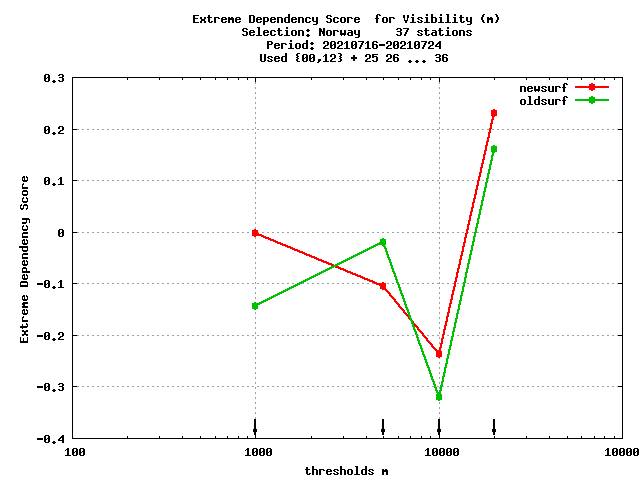 Extreme Dependency Score  for Visibility (m)
Selection: Norway     37 stations
Period: 20210716-20210724
Used {00,12} + 25 26 ... 36
newsurf
oldsurf
0.3
0.2
0.1
0
-0.1
-0.2
-0.3
-0.4
Extreme Dependency Score
100 1000 10000 10000
thresholds m